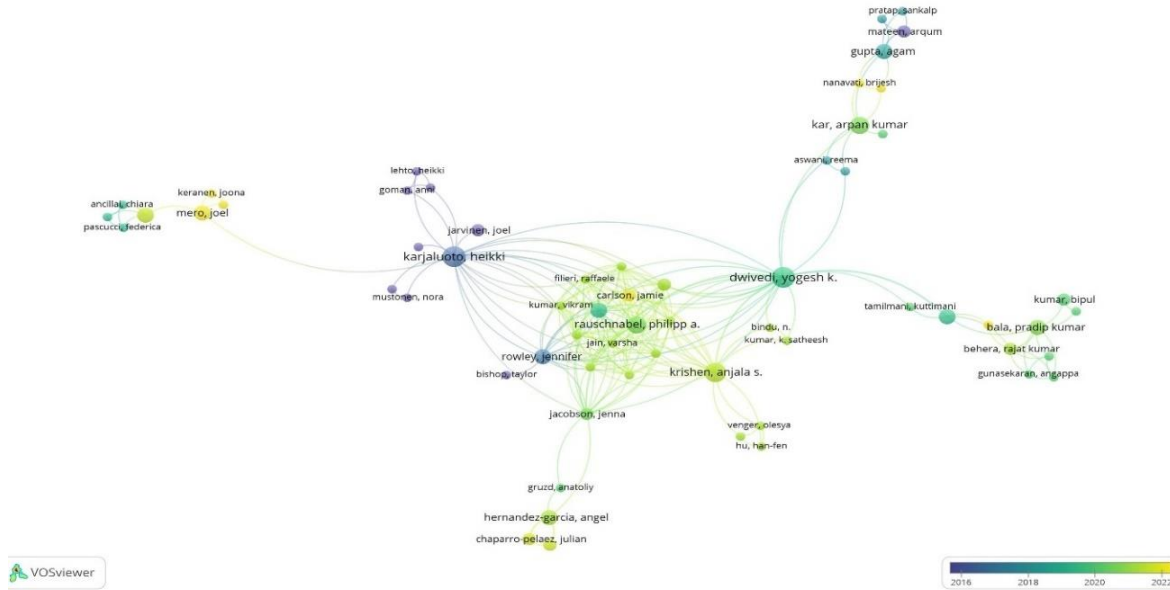 pratap, sankalp
mateen, arqum
gupta, agam
nanavati, brijesh
kar, arpan kumar
aswani, reema
lehto, heikki
goman, anni
keranen, joona
ancillai, chiara
mero, joel
pascucci, federica
jarvinen, joel
karjaluoto, heikki
mustonen, nora
filieri, raffaele
dwivedi, yogesh k.
carlson, jamie
kumar, vikram
rauschnabel, philipp a.
tamilmani, kuttimani
kumar, bipul
bindu, n.
kumar, k. satheesh
bala, pradip kumar
jain, varsha
behera, rajat kumar
rowley, jennifer
bishop, taylor
krishen, anjala s.
gunasekaran, angappa
jacobson, jenna
venger, olesya
hu, han-fen
gruzd, anatoliy
hernandez-garcia, angel
chaparro-pelaez, julian
VOSviewer
2016 2018 2020 2022